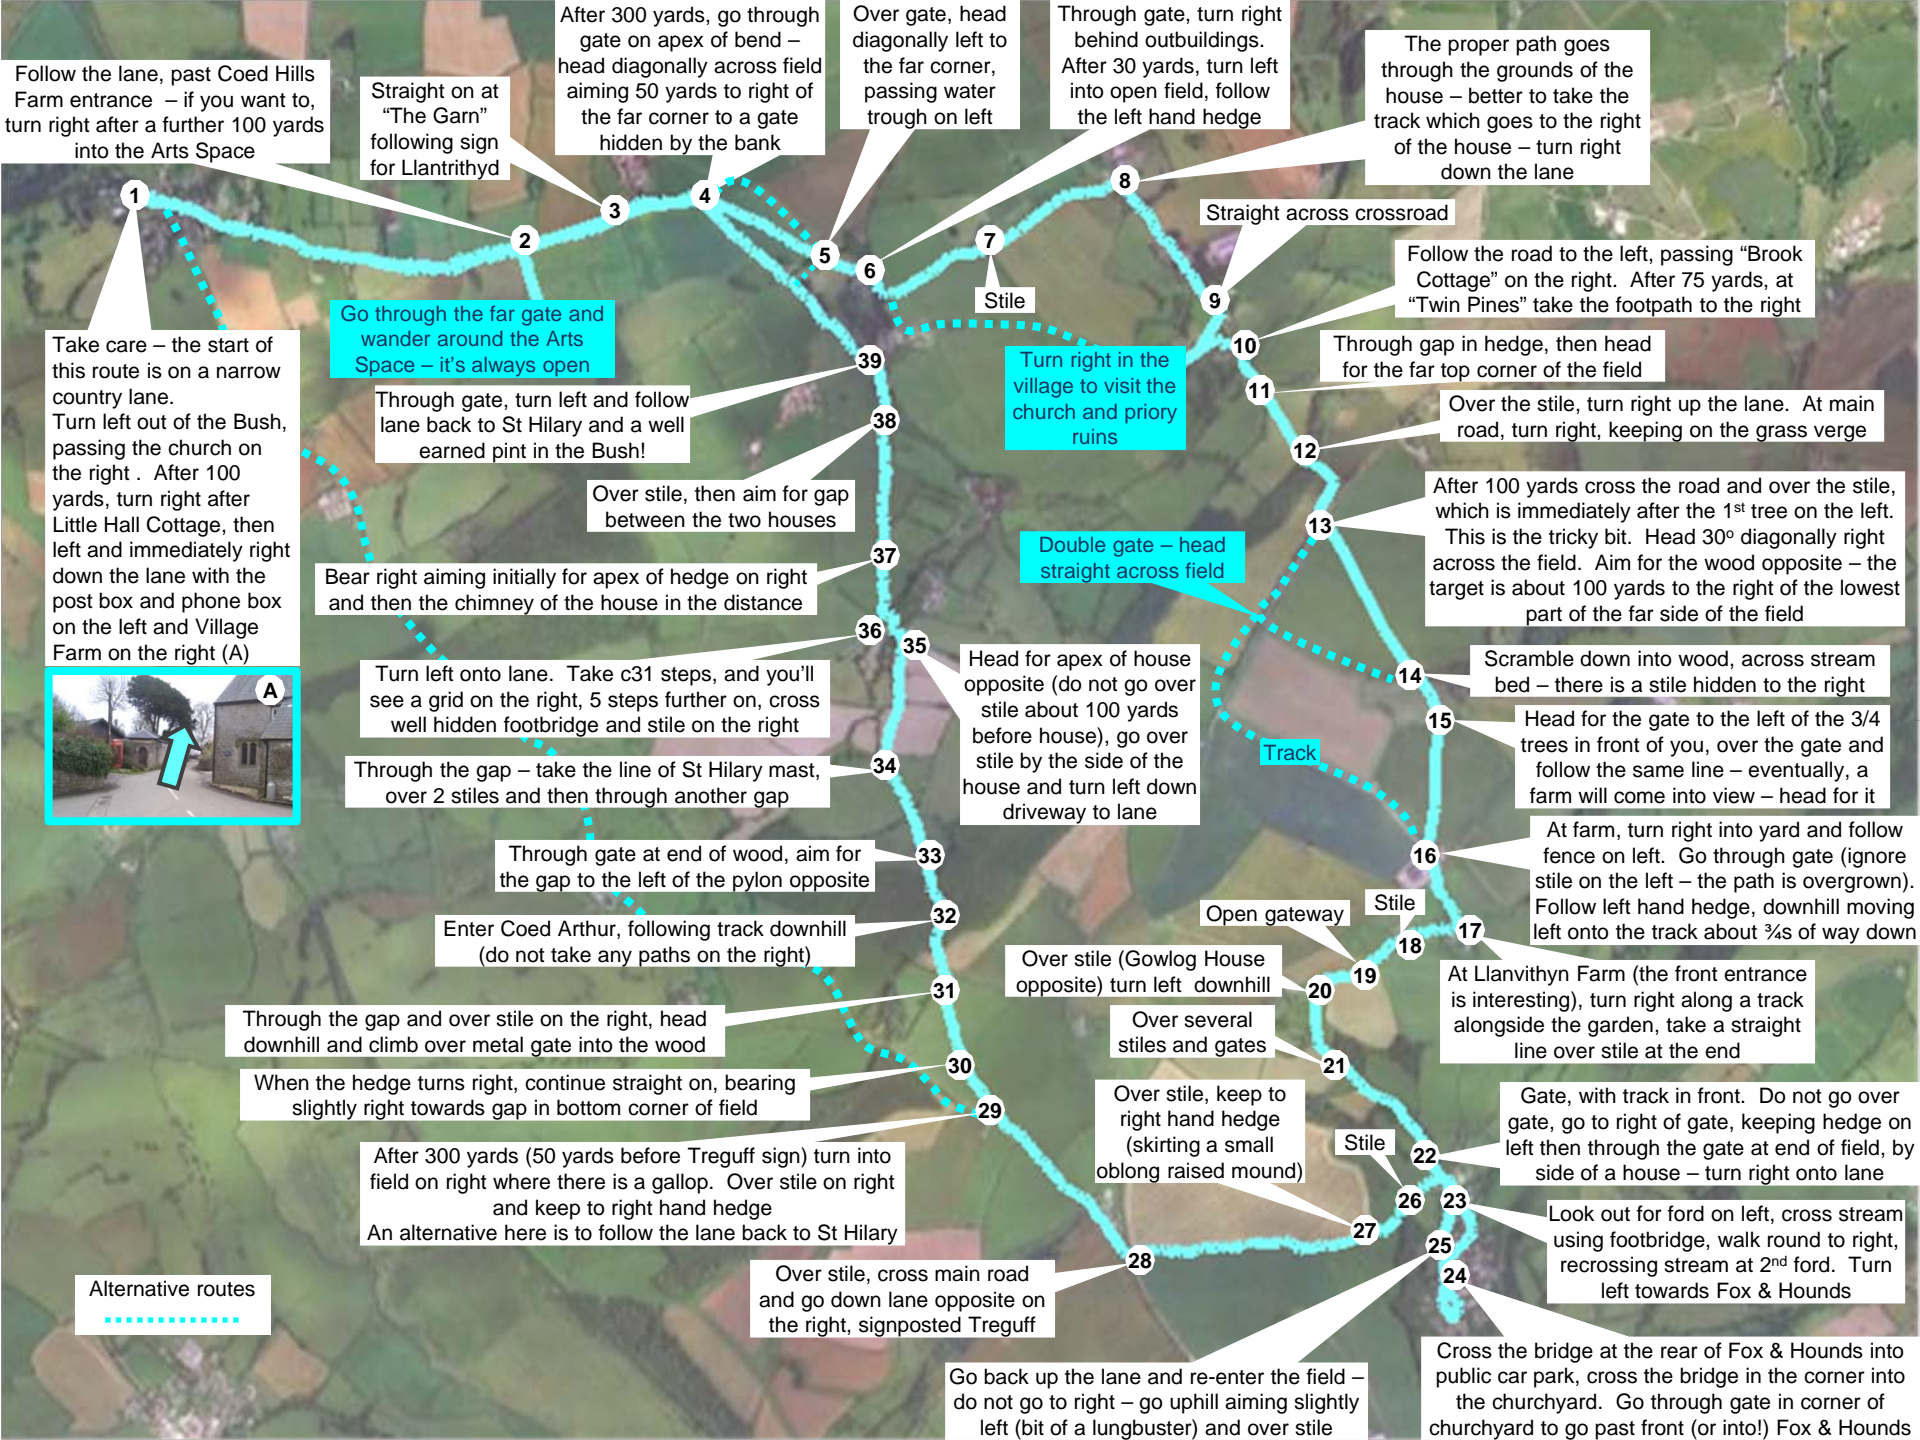 Follow the lane, past Coed Hills
Farm entrance – if you want to,
turn right after a further 100 yards
into the Arts Space
Straight on at
“The Garn”
following sign
for Llantrithyd
After 300 yards, go through
gate on apex of bend –
head diagonally across field
aiming 50 yards to right of
the far corner to a gate
hidden by the bank
Over gate, head
diagonally left to
the far corner,
passing water
trough on left
Through gate, turn right
behind outbuildings.
After 30 yards, turn left
into open field, follow
the left hand hedge
The proper path goes
through the grounds of the
house – better to take the
track which goes to the right
of the house – turn right
down the lane
1
2
3
4
5
6
7
8
9
Straight across crossroad
Stile
Follow the road to the left, passing “Brook
Cottage” on the right. After 75 yards, at
“Twin Pines” take the footpath to the right
10
Go through the far gate and
wander around the Arts
Space – it’s always open
Take care – the start of
this route is on a narrow
country lane.
Turn left out of the Bush,
passing the church on
the right . After 100
yards, turn right after
Little Hall Cottage, then
left and immediately right
down the lane with the
post box and phone box
on the left and Village
Farm on the right (A)
A
Turn right in the
village to visit the
church and priory
ruins
Through gap in hedge, then head
for the far top corner of the field
11
39
Through gate, turn left and follow
lane back to St Hilary and a well
earned pint in the Bush!
38
Over the stile, turn right up the lane. At main
road, turn right, keeping on the grass verge
12
Over stile, then aim for gap
between the two houses
After 100 yards cross the road and over the stile,
which is immediately after the 1st tree on the left.
This is the tricky bit. Head 30o diagonally right
across the field. Aim for the wood opposite – the
target is about 100 yards to the right of the lowest
part of the far side of the field
13
Double gate – head
straight across field
37
Bear right aiming initially for apex of hedge on right
and then the chimney of the house in the distance
36
35
Turn left onto lane. Take c31 steps, and you’ll
see a grid on the right, 5 steps further on, cross
well hidden footbridge and stile on the right
Head for apex of house
opposite (do not go over
stile about 100 yards
before house), go over
stile by the side of the
house and turn left down
driveway to lane
14
Scramble down into wood, across stream
bed – there is a stile hidden to the right
15
Head for the gate to the left of the 3/4
trees in front of you, over the gate and
follow the same line – eventually, a
farm will come into view – head for it
Track
34
Through the gap – take the line of St Hilary mast,
over 2 stiles and then through another gap
33
Through gate at end of wood, aim for
the gap to the left of the pylon opposite
16
At farm, turn right into yard and follow
fence on left. Go through gate (ignore
stile on the left – the path is overgrown).
Follow left hand hedge, downhill moving
left onto the track about ¾s of way down
32
Enter Coed Arthur, following track downhill
(do not take any paths on the right)
Open gateway
Stile
17
18
19
20
Over stile (Gowlog House
opposite) turn left downhill
At Llanvithyn Farm (the front entrance
is interesting), turn right along a track
alongside the garden, take a straight
line over stile at the end
31
Through the gap and over stile on the right, head
downhill and climb over metal gate into the wood
Over several
stiles and gates
21
30
When the hedge turns right, continue straight on, bearing
slightly right towards gap in bottom corner of field
29
After 300 yards (50 yards before Treguff sign) turn into
field on right where there is a gallop. Over stile on right
and keep to right hand hedge
An alternative here is to follow the lane back to St Hilary
Over stile, keep to
right hand hedge
(skirting a small
oblong raised mound)
Stile
22
Gate, with track in front. Do not go over
gate, go to right of gate, keeping hedge on
left then through the gate at end of field, by
side of a house – turn right onto lane
26
23
27
25
28
24
Look out for ford on left, cross stream
using footbridge, walk round to right,
recrossing stream at 2nd ford. Turn
left towards Fox & Hounds
Over stile, cross main road
and go down lane opposite on
the right, signposted Treguff
Alternative routes
Go back up the lane and re-enter the field –
do not go to right – go uphill aiming slightly
left (bit of a lungbuster) and over stile
Cross the bridge at the rear of Fox & Hounds into
public car park, cross the bridge in the corner into
the churchyard. Go through gate in corner of
churchyard to go past front (or into!) Fox & Hounds